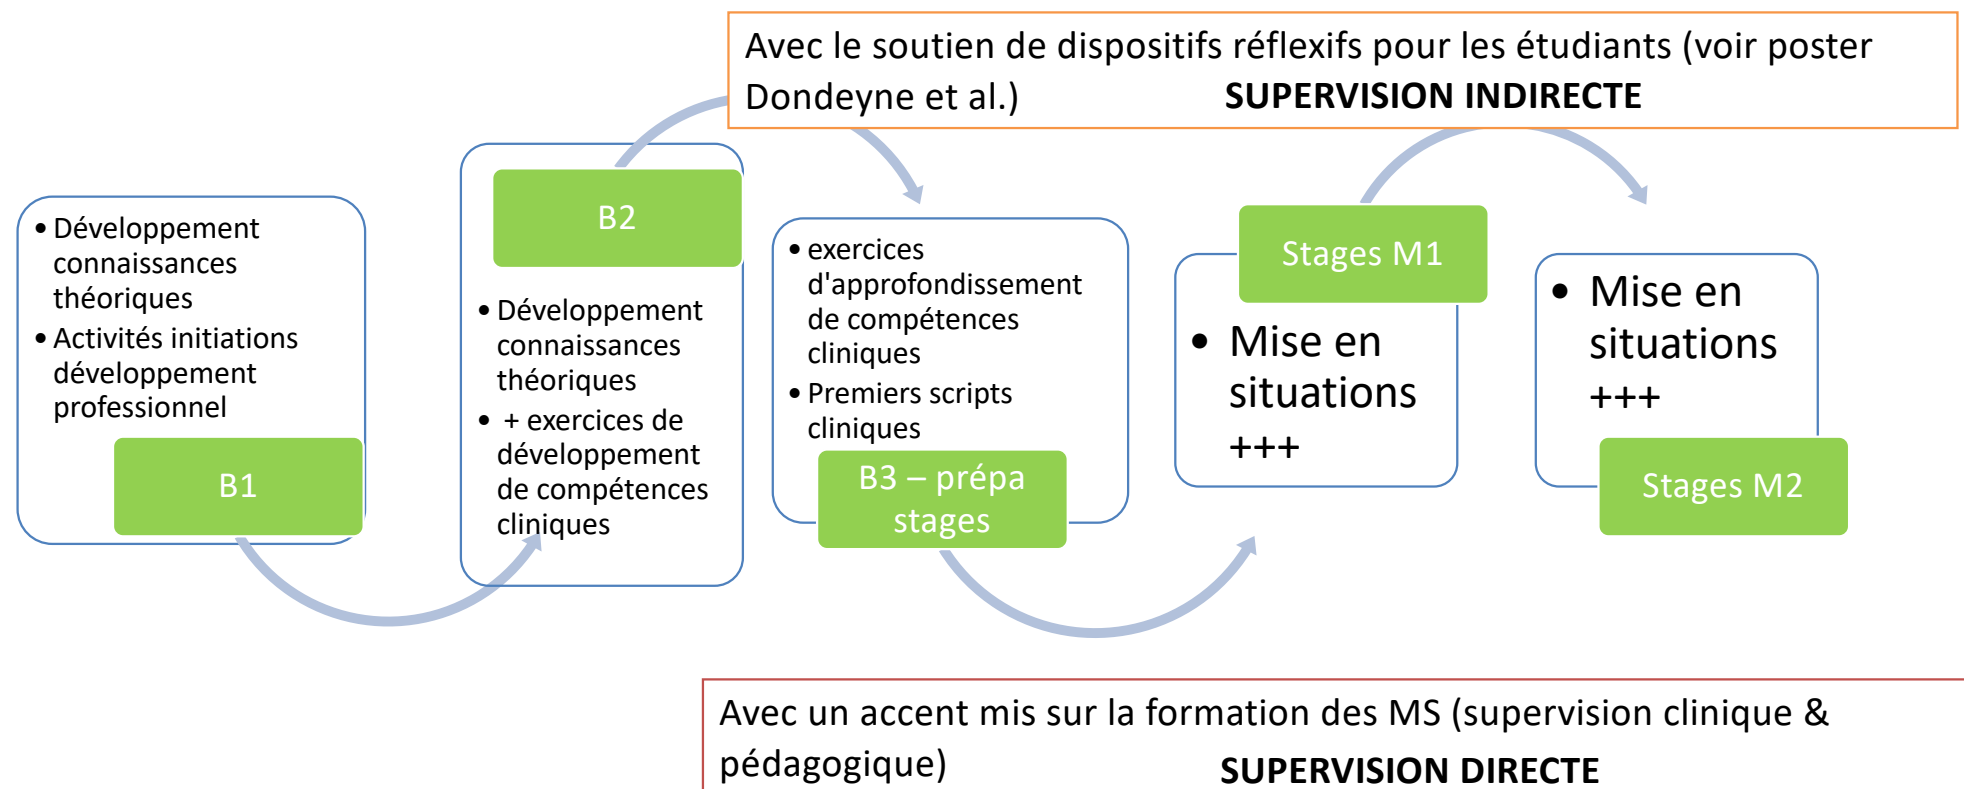 Avec le soutien de dispositifs réflexifs pour les étudiants (voir poster
Dondeyne et al.) SUPERVISION INDIRECTE
• Développement
connaissances
théoriques
• Activités initiations
développement
professionnel
B1
B2
• Développement
connaissances
théoriques
• + exercices de
développement
de compétences
cliniques
• exercices
d'approfondissement
de compétences
cliniques
• Premiers scripts
cliniques
B3 – prépa
stages
Stages M1
• Mise en
situations
+++
• Mise en
situations
+++
Stages M2
Avec un accent mis sur la formation des MS (supervision clinique &
pédagogique) SUPERVISION DIRECTE